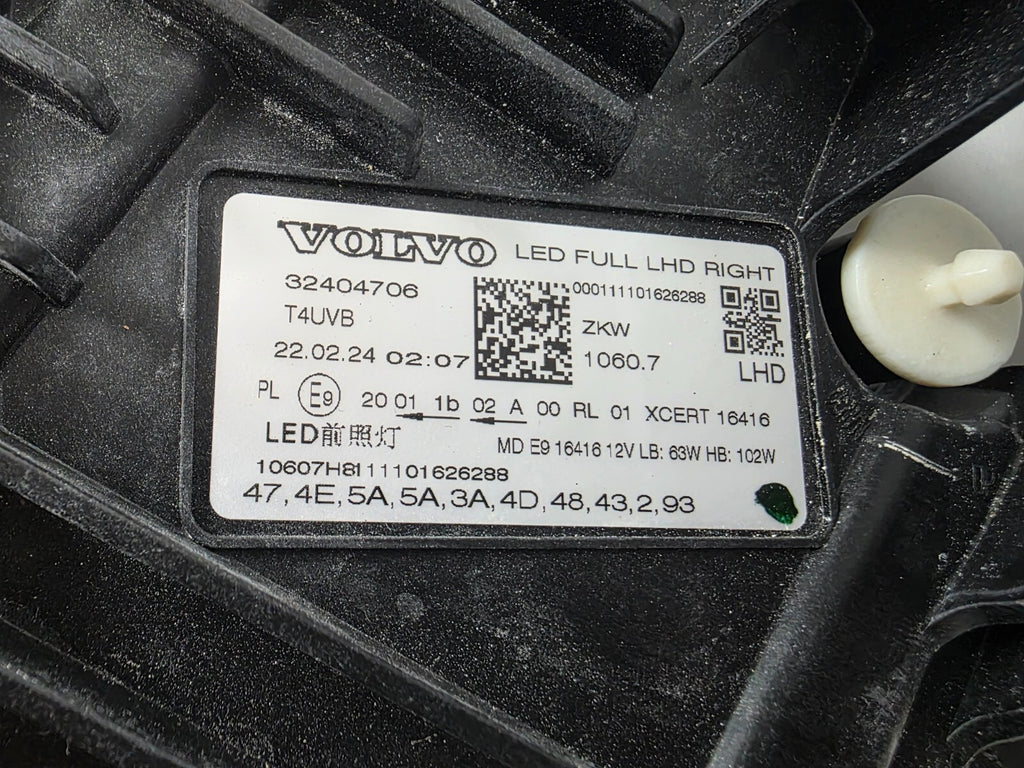 VOLVO LED FULL LHD RIGHT
32404706 000111101626288
T4UVB ZKW
22.02.24 02:07 1060.7
LHD
PL E9 20 01 1b 02 A 00 RL 01 XCERT 16416
LED前照灯 MD E9 16416 12V LB: 63W HB: 102W
10607H8111101626288
47,4E,5A,5A,3A,4D,48,43,2,93